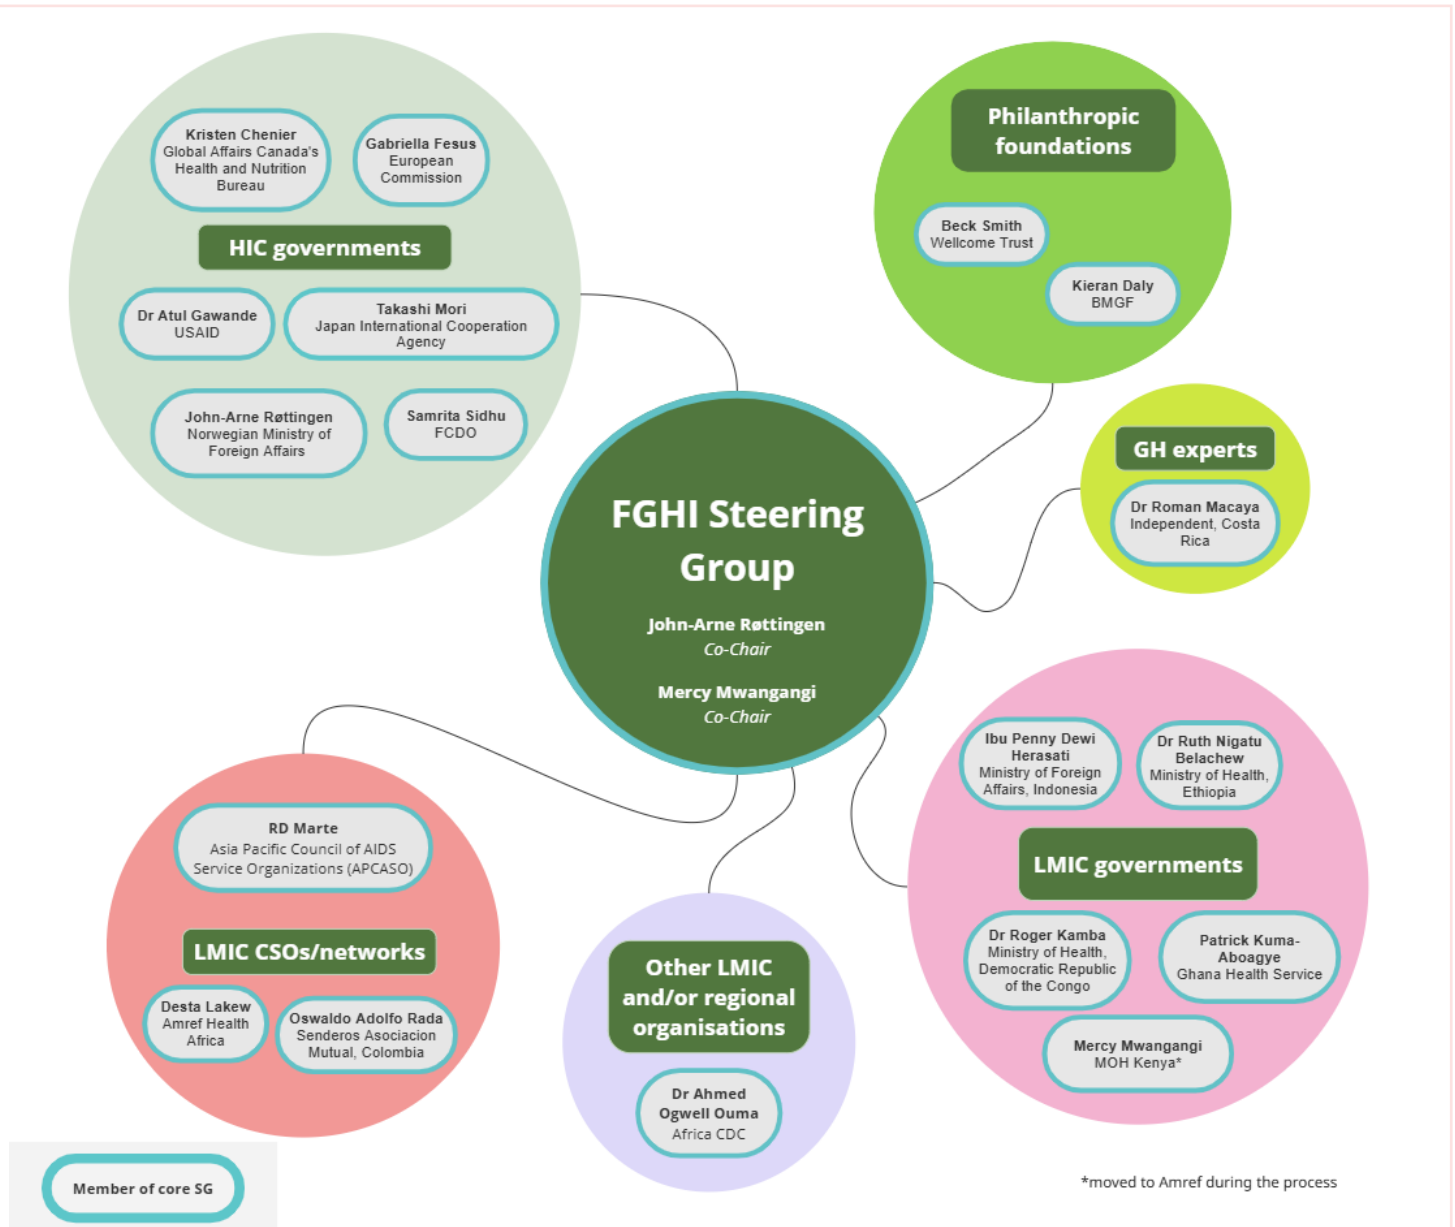 Kristen Chenier
Global Affairs Canada's
Health and Nutrition
Bureau
Gabriella Fesus
European
Commission
HIC governments
Dr Atul Gawande
USAID
Takashi Mori
Japan International Cooperation
Agency
John-Arne Røttingen
Norwegian Ministry of
Foreign Affairs
Samrita Sidhu
FCDO
Philanthropic
foundations
Beck Smith
Wellcome Trust
Kieran Daly
BMGF
GH experts
Dr Roman Macaya
Independent, Costa
Rica
FGHI Steering
Group
John-Arne Røttingen
Co-Chair
Mercy Mwangangi
Co-Chair
Ibu Penny Dewi
Herasati
Ministry of Foreign
Affairs, Indonesia
Dr Ruth Nigatu
Belachew
Ministry of Health,
Ethiopia
LMIC governments
Dr Roger Kamba
Ministry of Health,
Democratic Republic
of the Congo
Patrick Kuma-
Aboagye
Ghana Health Service
Mercy Mwangangi
MOH Kenya*
RD Marte
Asia Pacific Council of AIDS
Service Organizations (APCASO)
LMIC CSOs/networks
Desta Lakew
Amref Health
Africa
Oswaldo Adolfo Rada
Senderos Asociacion
Mutual, Colombia
Other LMIC
and/or regional
organisations
Dr Ahmed
Ogwell Ouma
Africa CDC
Member of core SG
*moved to Amref during the process